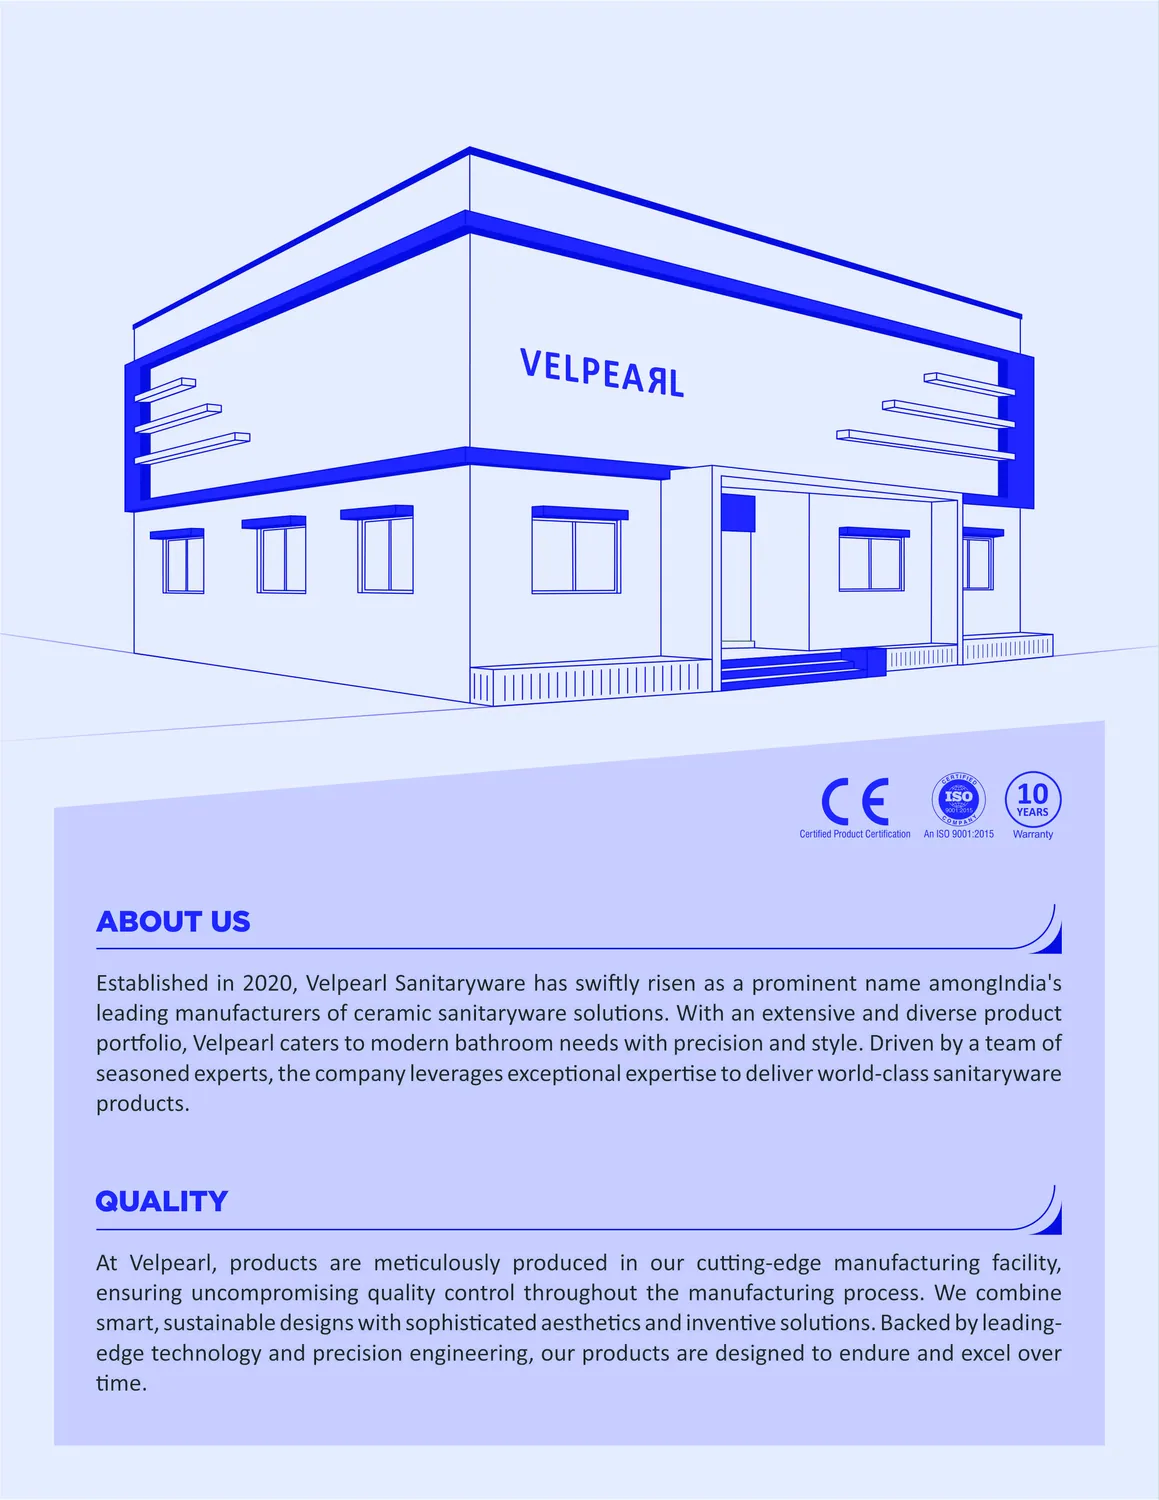 VELPEAЯL
CE
Certified Product Certification
CERTIFIED
ISO
9001:2015
COMPANY
An ISO 9001:2015
10
YEARS
Warranty
ABOUT US
Established in 2020, Velpearl Sanitaryware has swiftly risen as a prominent name amongIndia's
leading manufacturers of ceramic sanitaryware solutions. With an extensive and diverse product
portfolio, Velpearl caters to modern bathroom needs with precision and style. Driven by a team of
seasoned experts, the company leverages exceptional expertise to deliver world-class sanitaryware
products.
QUALITY
At Velpearl, products are meticulously produced in our cutting-edge manufacturing facility,
ensuring uncompromising quality control throughout the manufacturing process. We combine
smart, sustainable designs with sophisticated aesthetics and inventive solutions. Backed by leading-
edge technology and precision engineering, our products are designed to endure and excel over
time.